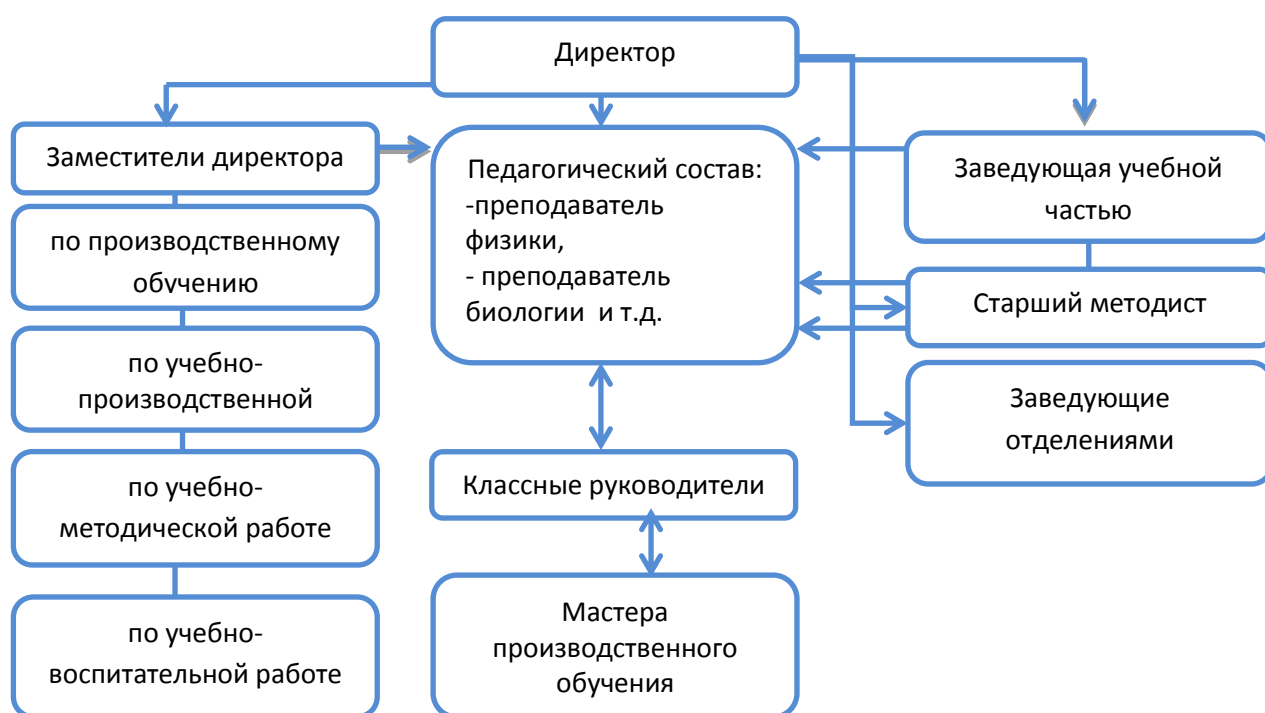 Директор
Заместители директора
по производственному
обучению
по учебно-
производственной
по учебно-
методической работе
по учебно-
воспитательной работе
Педагогический состав:
-преподаватель
физики,
- преподаватель
биологии и т.д.
Классные руководители
Мастера
производственного
обучения
Заведующая учебной
частью
Старший методист
Заведующие
отделениями